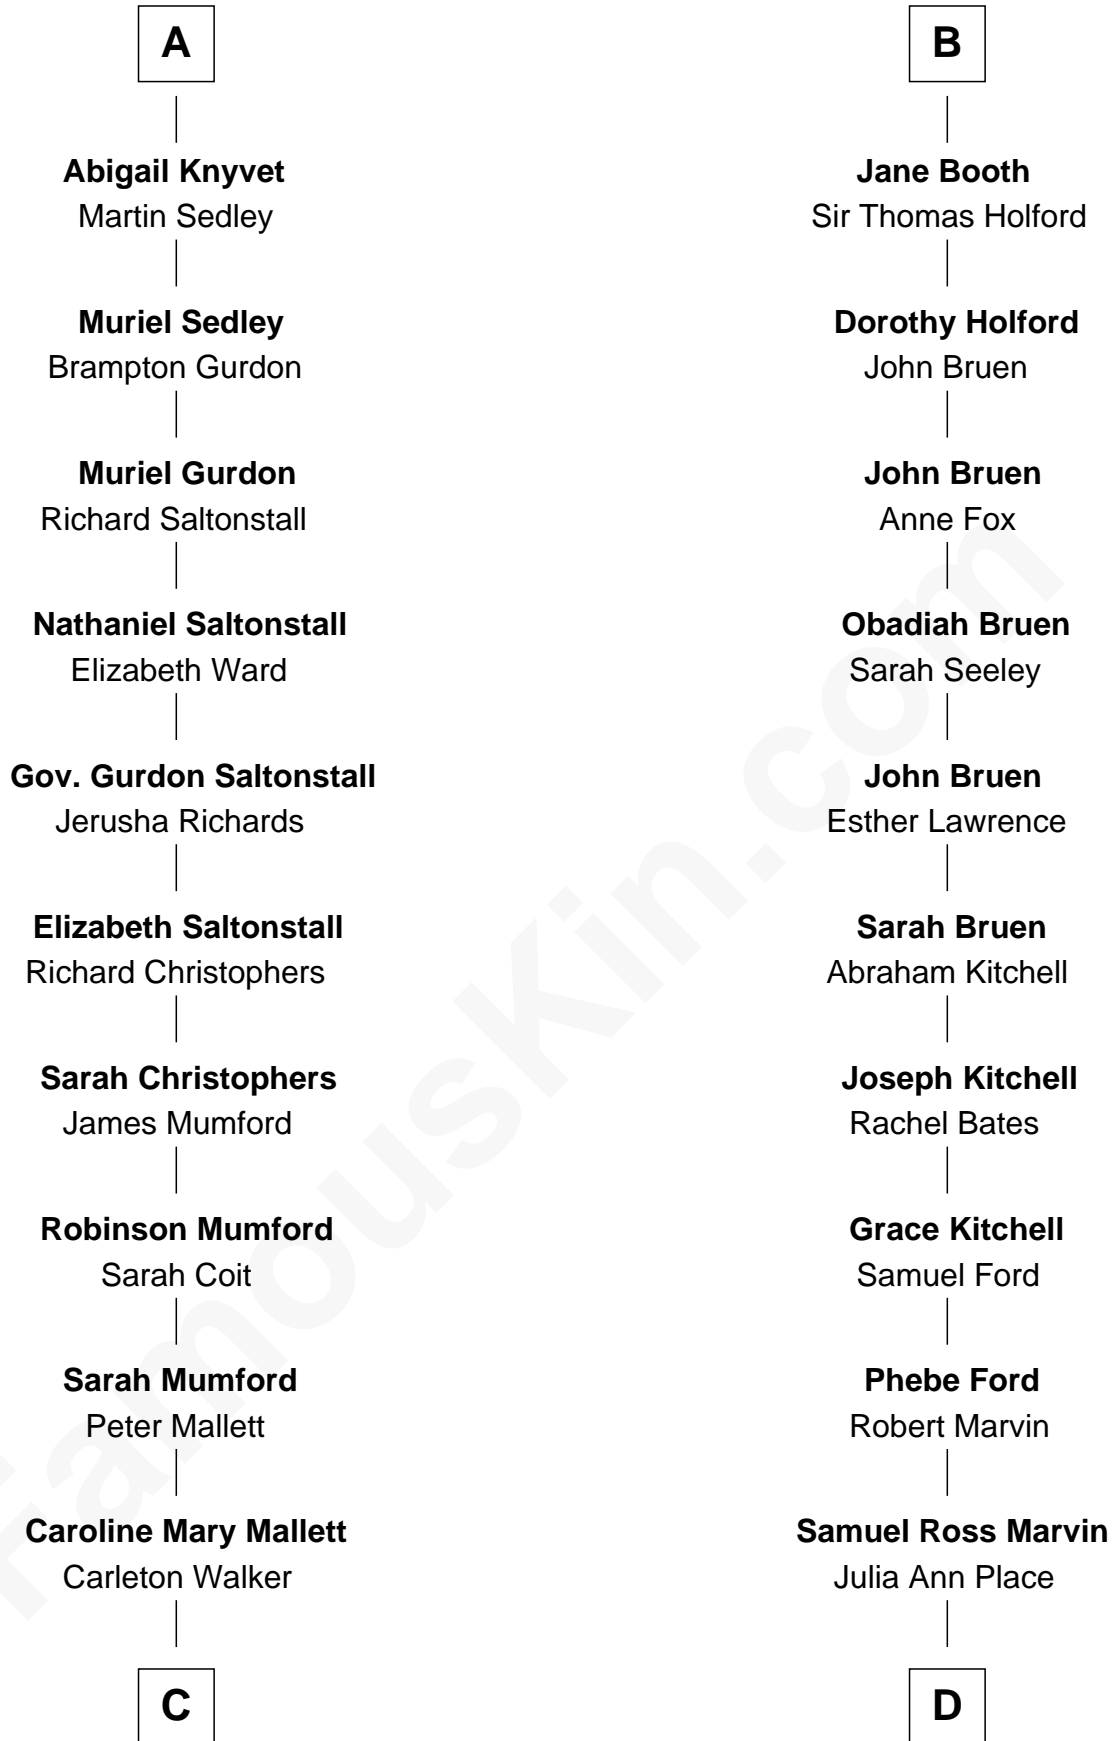 A
Abigail Knyvet
Martin Sedley
Muriel Sedley
Brampton Gurdon
Muriel Gurdon
Richard Saltonstall
Nathaniel Saltonstall
Elizabeth Ward
Gov. Gurdon Saltonstall
Jerusha Richards
Elizabeth Saltonstall
Richard Christophers
Sarah Christophers
James Mumford
Robinson Mumford
Sarah Coit
Sarah Mumford
Peter Mallett
Caroline Mary Mallett
Carleton Walker
C
B
Jane Booth
Sir Thomas Holford
Dorothy Holford
John Bruen
John Bruen
Anne Fox
Obadiah Bruen
Sarah Seeley
John Bruen
Esther Lawrence
Sarah Bruen
Abraham Kitchell
Joseph Kitchell
Rachel Bates
Grace Kitchell
Samuel Ford
Phebe Ford
Robert Marvin
Samuel Ross Marvin
Julia Ann Place
D
FamousKin.com